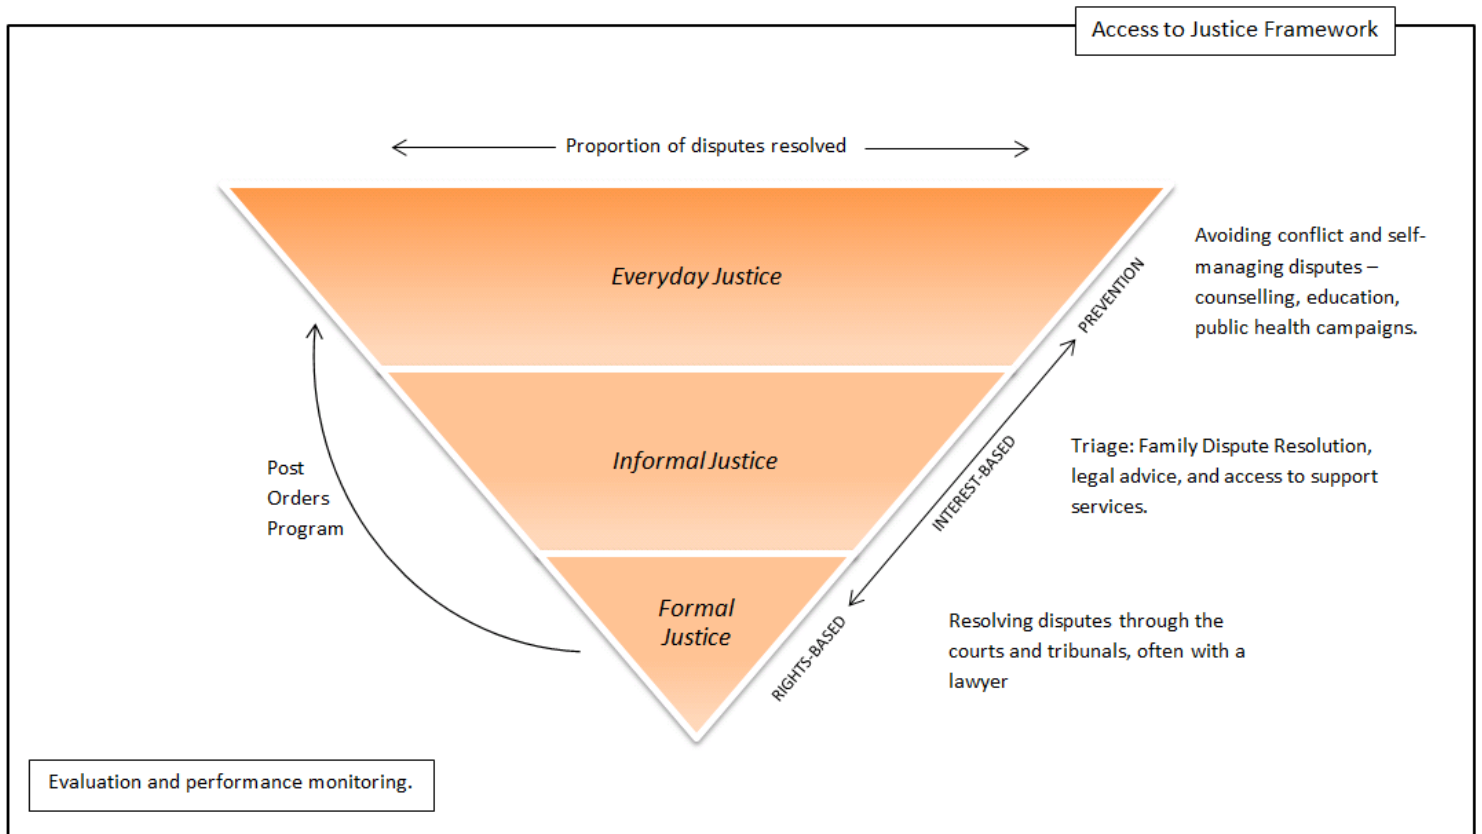 Access to Justice Framework
Proportion of disputes resolved
Everyday Justice
PREVENTION
Avoiding conflict and self-
managing disputes –
counselling, education,
public health campaigns.
Informal Justice
INTEREST-BASED
Triage: Family Dispute Resolution,
legal advice, and access to support
services.
Post
Orders
Program
Formal
Justice
RIGHTS-BASED
Resolving disputes through the
courts and tribunals, often with a
lawyer
Evaluation and performance monitoring.